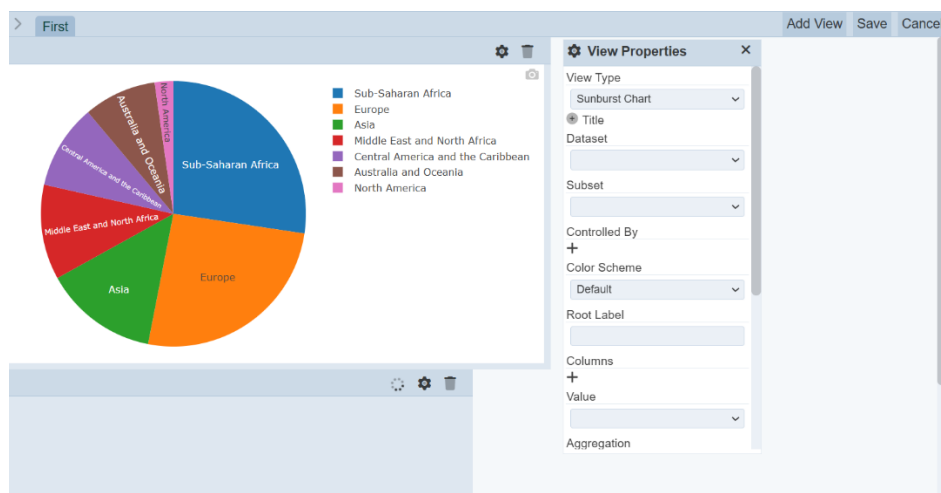 First
Add View Save Cance
North America
Australia and Oceania
Central America and the Caribbean
Middle East and North Africa
Asia
Europe
Sub-Saharan Africa
Sub-Saharan Africa
Europe
Asia
Middle East and North Africa
Central America and the Caribbean
Australia and Oceania
North America
View Properties
View Type
Sunburst Chart
Title
Dataset
Subset
Controlled By
Color Scheme
Default
Root Label
Columns
Value
Aggregation